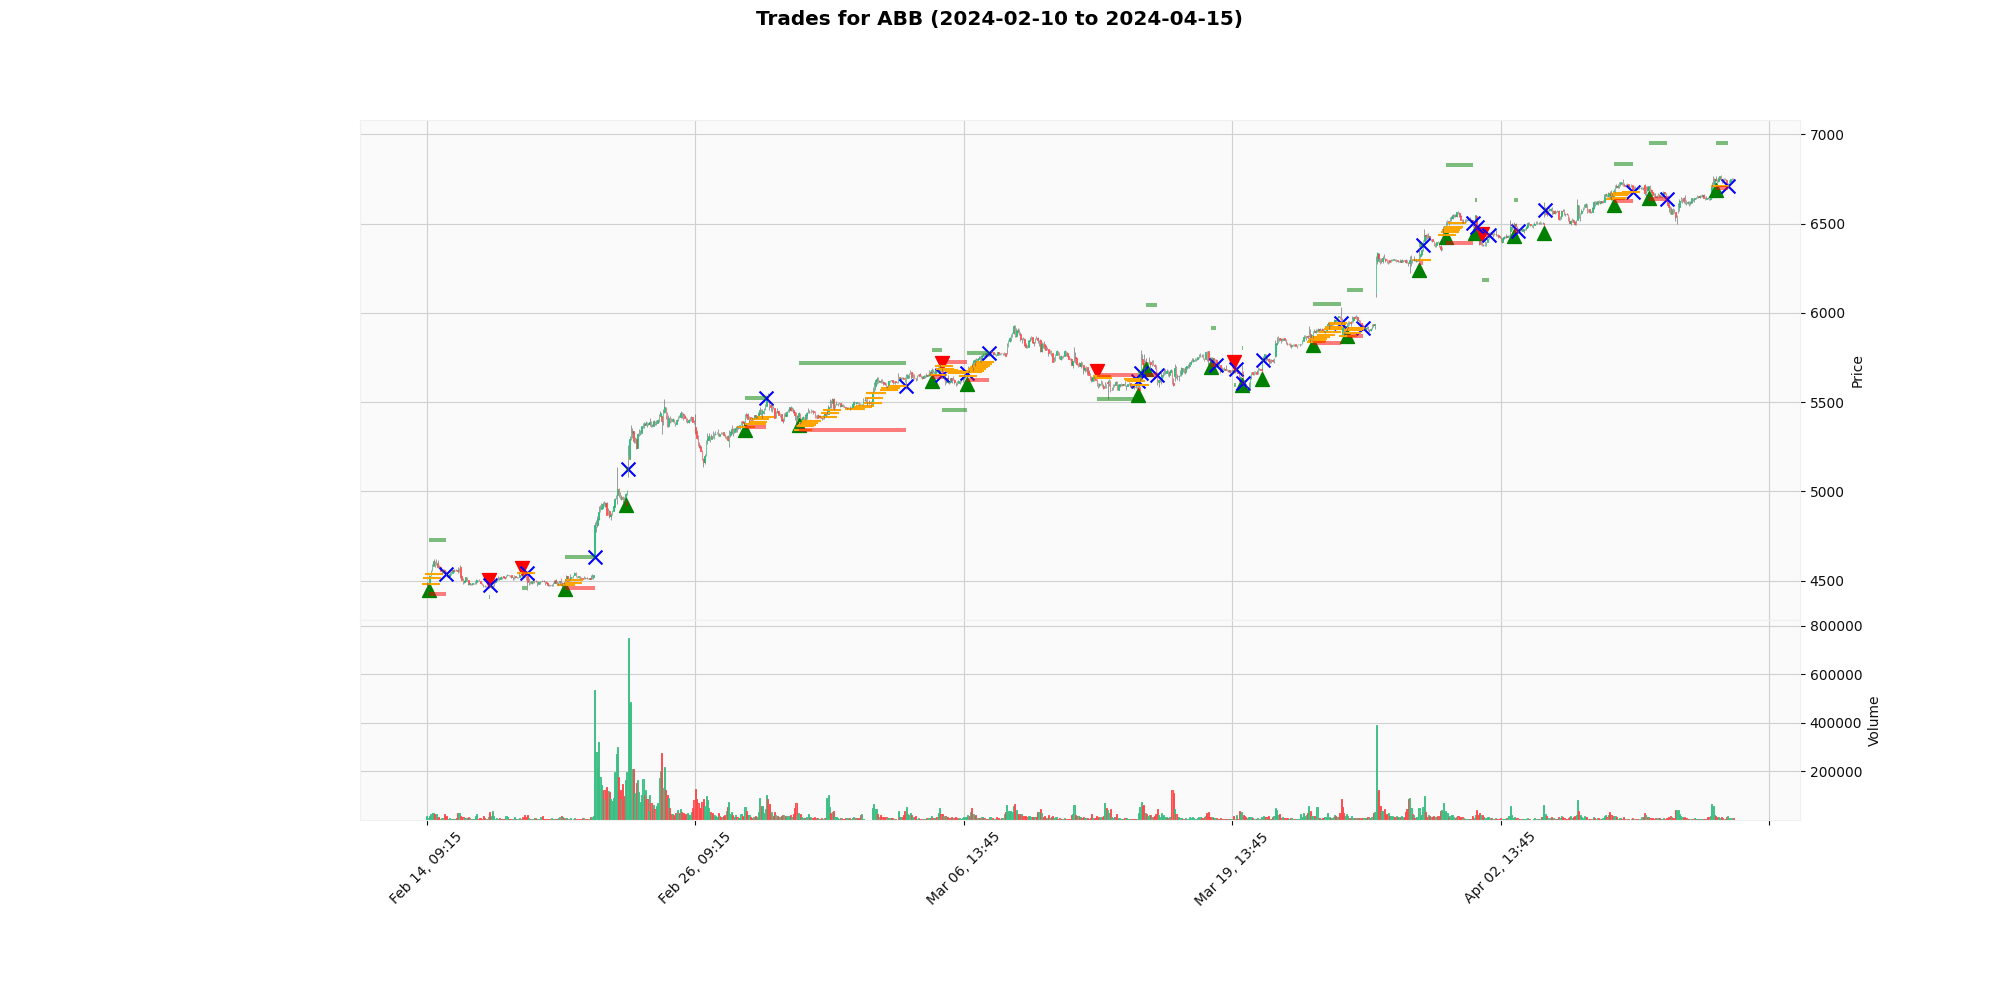 Trades for ABB (2024-02-10 to 2024-04-15)
7000
6500
6000
5500
5000
4500
Price
800000
600000
400000
200000
Volume
Feb 14, 09:15
Feb 26, 09:15
Mar 06, 13:45
Mar 19, 13:45
Apr 02, 13:45